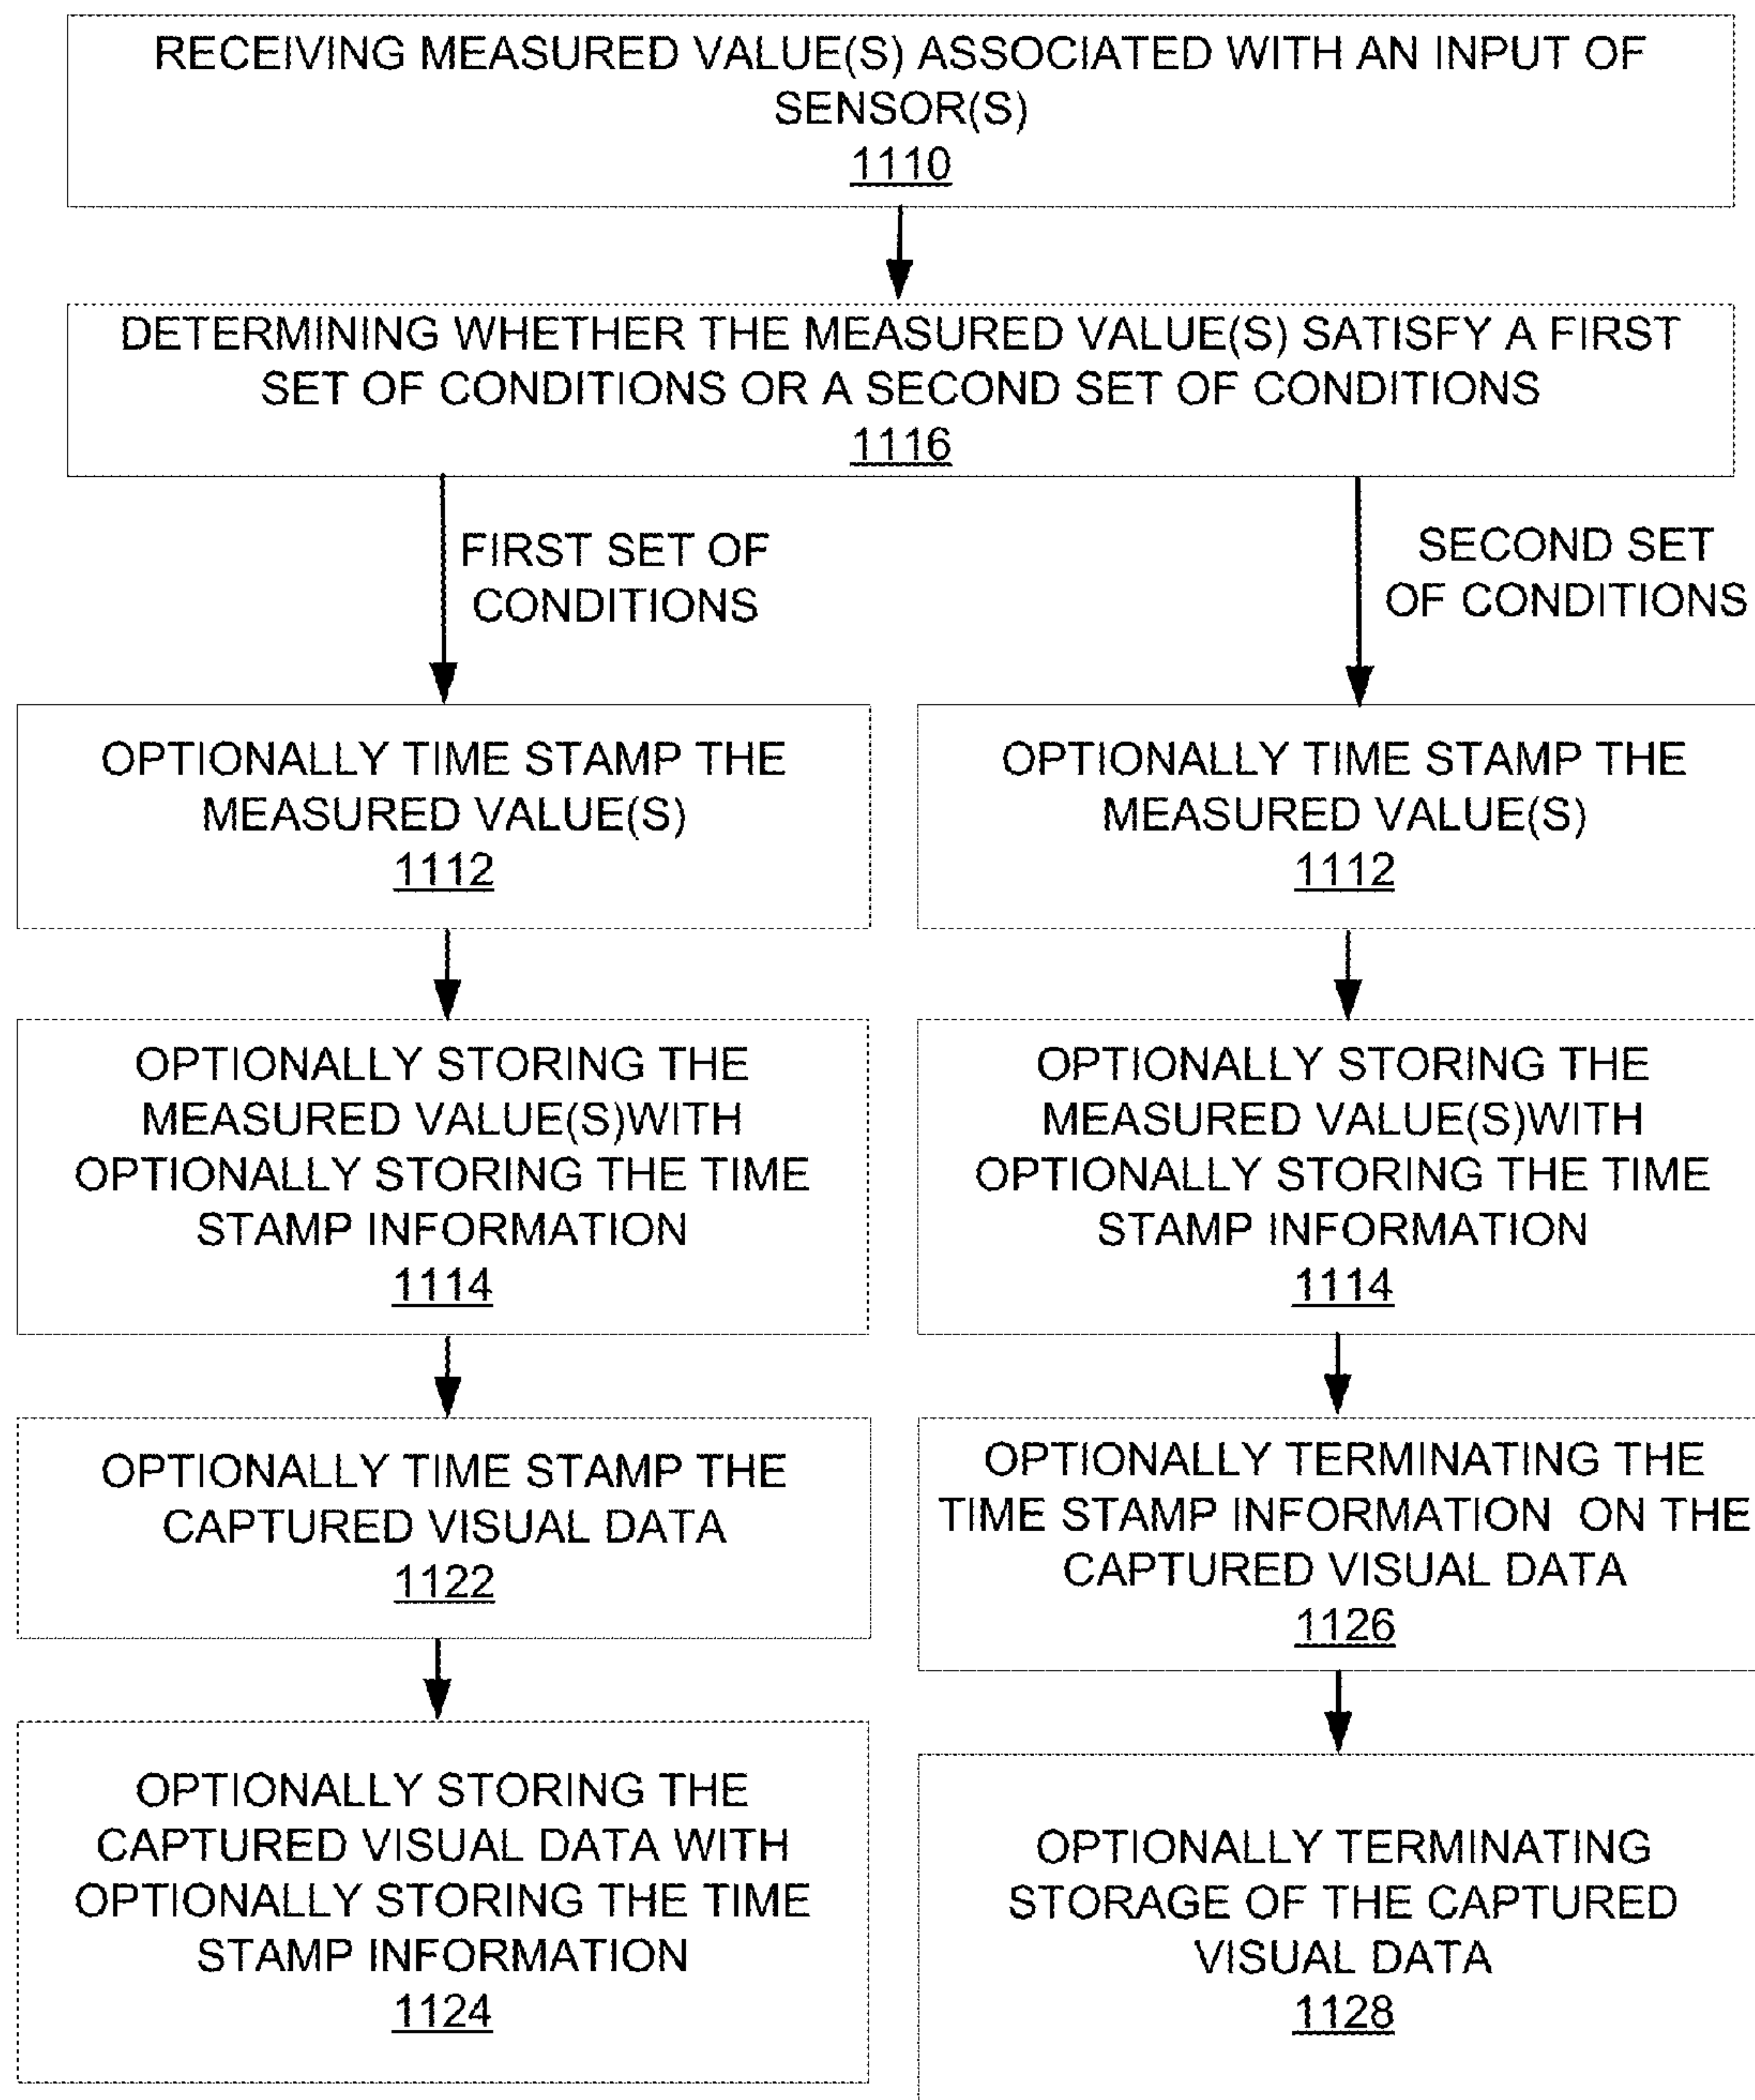 RECEIVING MEASURED VALUE(S) ASSOCIATED WITH AN INPUT OF
SENSOR(S)
1110
DETERMINING WHETHER THE MEASURED VALUE(S) SATISFY A FIRST
SET OF CONDITIONS OR A SECOND SET OF CONDITIONS
1116
FIRST SET OF
CONDITIONS
SECOND SET
OF CONDITIONS
OPTIONALLY TIME STAMP THE
MEASURED VALUE(S)
1112
OPTIONALLY TIME STAMP THE
MEASURED VALUE(S)
1112
OPTIONALLY STORING THE
MEASURED VALUE(S)WITH
OPTIONALLY STORING THE TIME
STAMP INFORMATION
1114
OPTIONALLY STORING THE
MEASURED VALUE(S)WITH
OPTIONALLY STORING THE TIME
STAMP INFORMATION
1114
OPTIONALLY TIME STAMP THE
CAPTURED VISUAL DATA
1122
OPTIONALLY TERMINATING THE
TIME STAMP INFORMATION ON THE
CAPTURED VISUAL DATA
1126
OPTIONALLY STORING THE
CAPTURED VISUAL DATA WITH
OPTIONALLY STORING THE TIME
STAMP INFORMATION
1124
OPTIONALLY TERMINATING
STORAGE OF THE CAPTURED
VISUAL DATA
1128